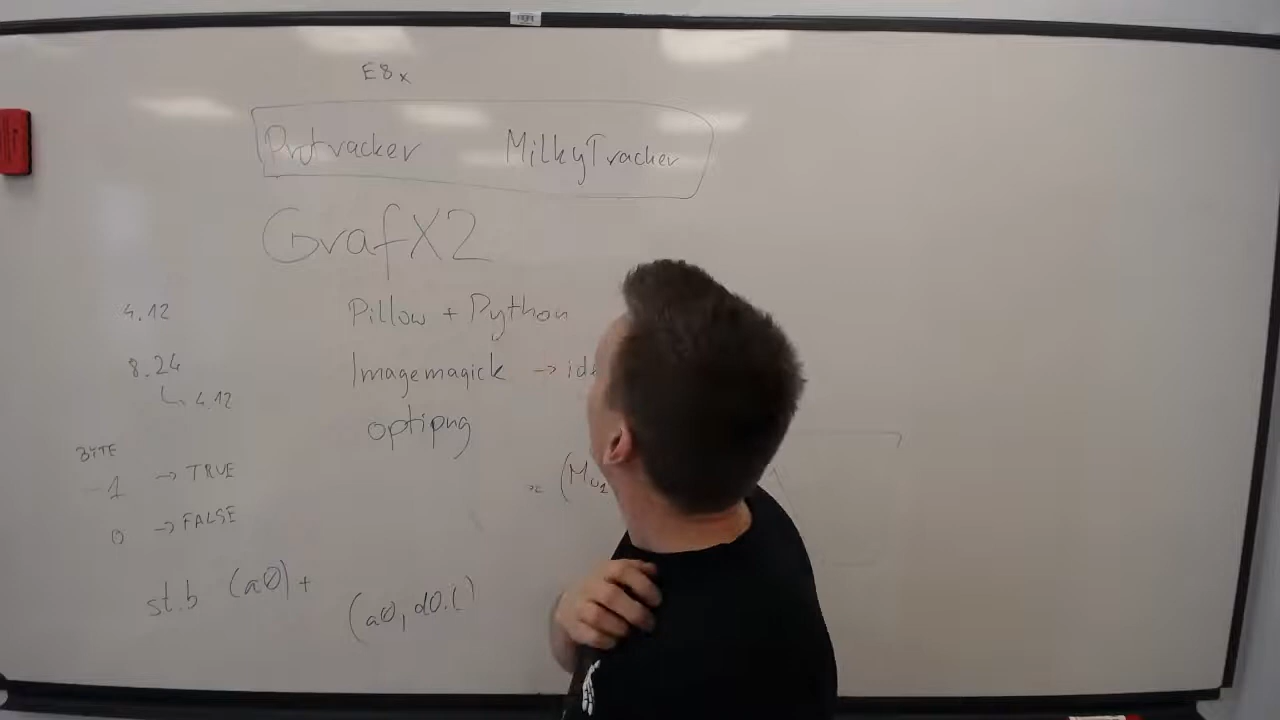 E8x
Protracker MilkyTracker
GrafX2
4.12
Pillow + Python
8.24
Imagemagick → ide
↳ 4.12
optipng
BYTE
-1 → TRUE
0 → FALSE
st.b (a0)+
(a0, d0.l)